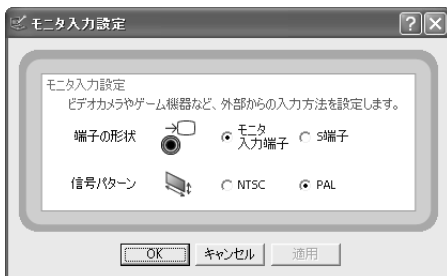 モニタ入力設定
モニタ入力設定
ビデオカメラやゲーム機器など、外部からの入力方法を設定します。
端子の形状
モニタ
入力端子
S端子
信号パターン
NTSC
PAL
OK
キャンセル
適用